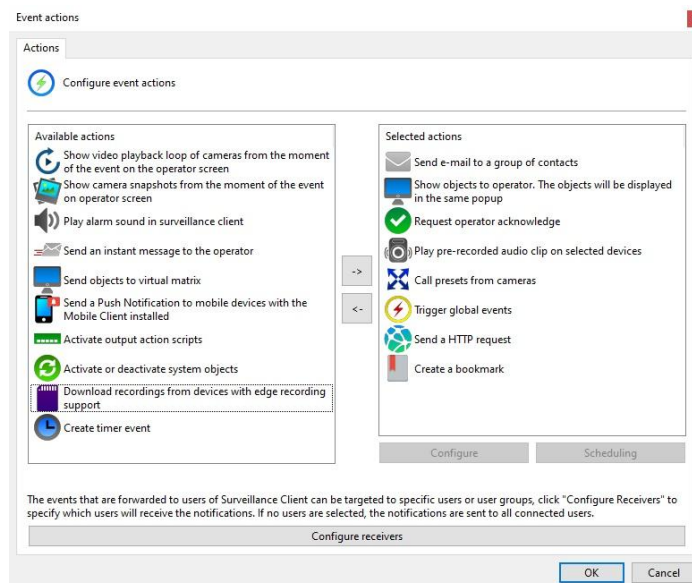 Event actions
Actions
Configure event actions
Available actions
Show video playback loop of cameras from the moment
of the event on the operator screen
Show camera snapshots from the moment of the event
on operator screen
Play alarm sound in surveillance client
Send an instant message to the operator
Send objects to virtual matrix
Send a Push Notification to mobile devices with the
Mobile Client installed
Activate output action scripts
Activate or deactivate system objects
Download recordings from devices with edge recording
support
Create timer event
->
<-
Selected actions
Send e-mail to a group of contacts
Show objects to operator. The objects will be displayed
in the same popup
Request operator acknowledge
Play pre-recorded audio clip on selected devices
Call presets from cameras
Trigger global events
Send a HTTP request
Create a bookmark
Configure
Scheduling
The events that are forwarded to users of Surveillance Client can be targeted to specific users or user groups, click "Configure Receivers" to
specify which users will receive the notifications. If no users are selected, the notifications are sent to all connected users.
Configure receivers
OK
Cancel